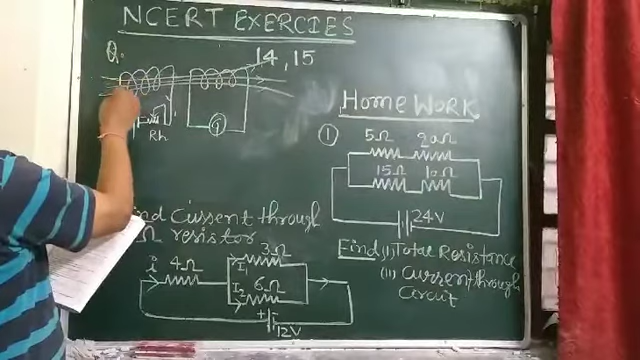 NCERT EXERCIES
Q.
14, 15
G
Rh
ind Current through
Ω resistor
i
4Ω
I1
3Ω
I2
6Ω
+ -
12V
Home WORK
①
5Ω 20Ω
15Ω 10Ω
24V
Find (i) Total Resistance
(ii) Current through
Circuit